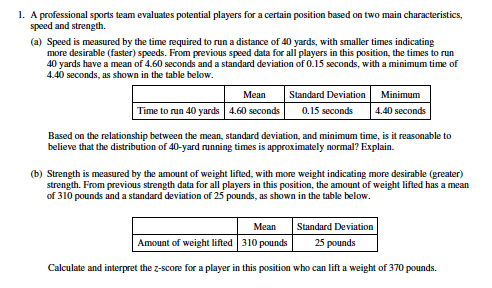 1. A professional sports team evaluates potential players for a certain position based on two main characteristics,
speed and strength.
(a) Speed is measured by the time required to run a distance of 40 yards, with smaller times indicating
more desirable (faster) speeds. From previous speed data for all players in this position, the times to run
40 yards have a mean of 4.60 seconds and a standard deviation of 0.15 seconds, with a minimum time of
4.40 seconds, as shown in the table below.
Mean Standard Deviation Minimum
Time to run 40 yards 4.60 seconds 0.15 seconds 4.40 seconds
Based on the relationship between the mean, standard deviation, and minimum time, is it reasonable to
believe that the distribution of 40-yard running times is approximately normal? Explain.
(b) Strength is measured by the amount of weight lifted, with more weight indicating more desirable (greater)
strength. From previous strength data for all players in this position, the amount of weight lifted has a mean
of 310 pounds and a standard deviation of 25 pounds, as shown in the table below.
Mean Standard Deviation
Amount of weight lifted 310 pounds 25 pounds
Calculate and interpret the z-score for a player in this position who can lift a weight of 370 pounds.